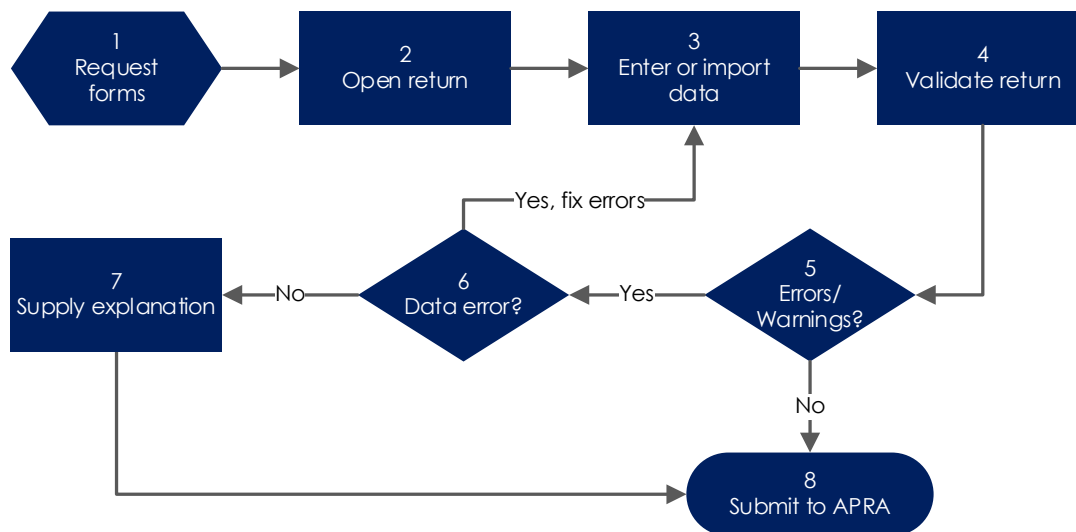 1
Request
forms
2
Open return
3
Enter or import
data
4
Validate return
Yes, fix errors
7
Supply explanation
No
6
Data error?
Yes
5
Errors/
Warnings?
No
8
Submit to APRA